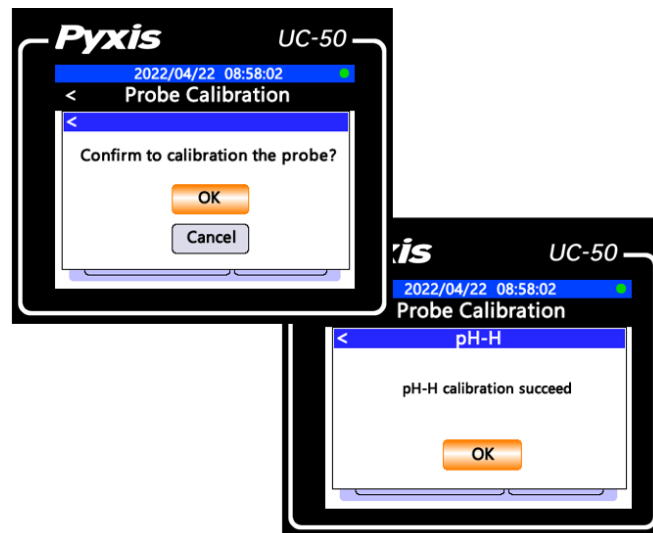 Pyxis UC-50
2022/04/22 08:58:02
< Probe Calibration
<
Confirm to calibration the probe?
OK
Cancel
is UC-50
2022/04/22 08:58:02
Probe Calibration
< pH-H
pH-H calibration succeed
OK